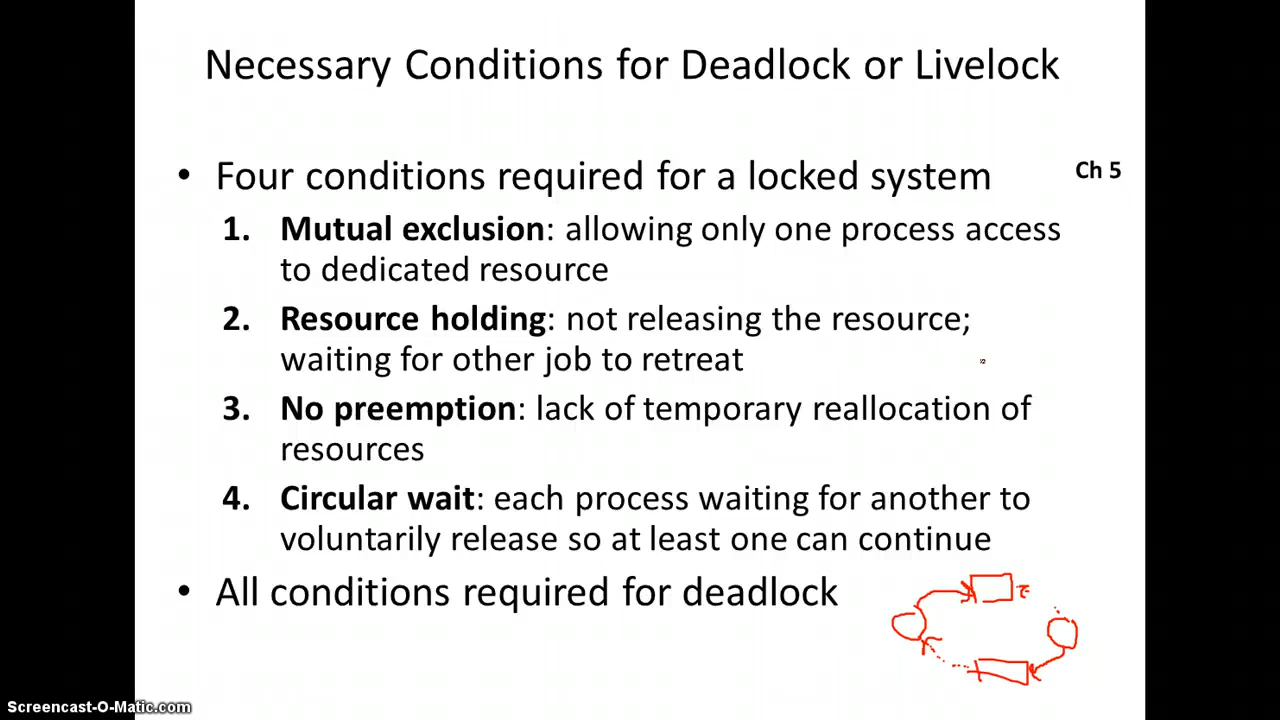 Necessary Conditions for Deadlock or Livelock
• Four conditions required for a locked system
Ch 5
1. Mutual exclusion: allowing only one process access
to dedicated resource
2. Resource holding: not releasing the resource;
waiting for other job to retreat
3. No preemption: lack of temporary reallocation of
resources
4. Circular wait: each process waiting for another to
voluntarily release so at least one can continue
• All conditions required for deadlock
Screencast-O-Matic.com